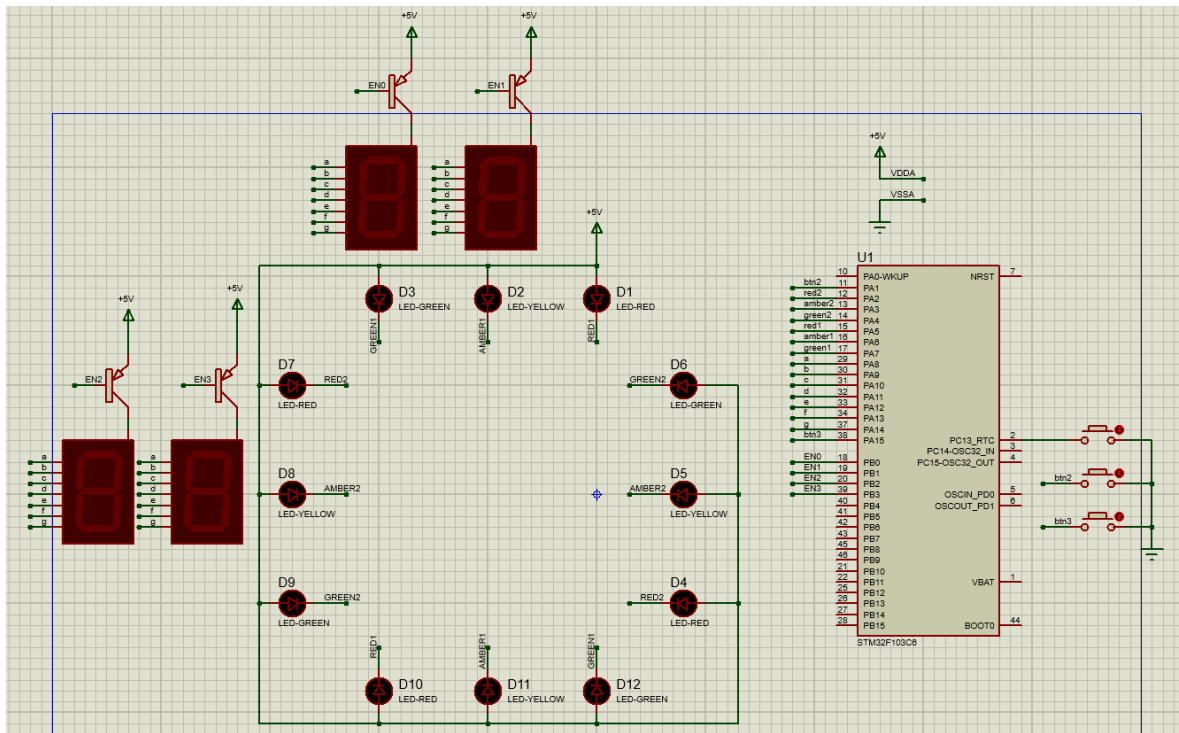 +5V
+5V
EN0
EN1
a
b
c
d
e
f
g
a
b
c
d
e
f
g
+5V
VDDA
VSSA
+5V
D3
LED-GREEN
GREEN1
D2
LED-YELLOW
AMBER1
D1
LED-RED
RED1
+5V
+5V
EN2
EN3
a
b
c
d
e
f
g
a
b
c
d
e
f
g
D7
RED2
LED-RED
D6
GREEN2
LED-GREEN
D8
AMBER2
LED-YELLOW
D5
AMBER2
LED-YELLOW
D9
GREEN2
LED-GREEN
D4
RED2
LED-RED
RED1
D10
LED-RED
AMBER1
D11
LED-YELLOW
GREEN1
D12
LED-GREEN
U1
10 PA0-WKUP NRST 7
btn2 11 PA1
red2 12 PA2
amber2 13 PA3
green2 14 PA4
red1 15 PA5
amber1 16 PA6
green1 17 PA7
a 29 PA8
b 30 PA9
c 31 PA10
d 32 PA11
e 33 PA12
f 34 PA13
g 37 PA14
btn3 38 PA15
PC13_RTC 2
PC14-OSC32_IN 3
PC15-OSC32_OUT 4
EN0 18 PB0
EN1 19 PB1
EN2 20 PB2
EN3 39 PB3
40 PB4
41 PB5
42 PB6
43 PB7
45 PB8
46 PB9
21 PB10
22 PB11
25 PB12
26 PB13
27 PB14
28 PB15
OSCIN_PD0 5
OSCOUT_PD1 6
VBAT 1
BOOT0 44
STM32F103C6
btn2
btn3